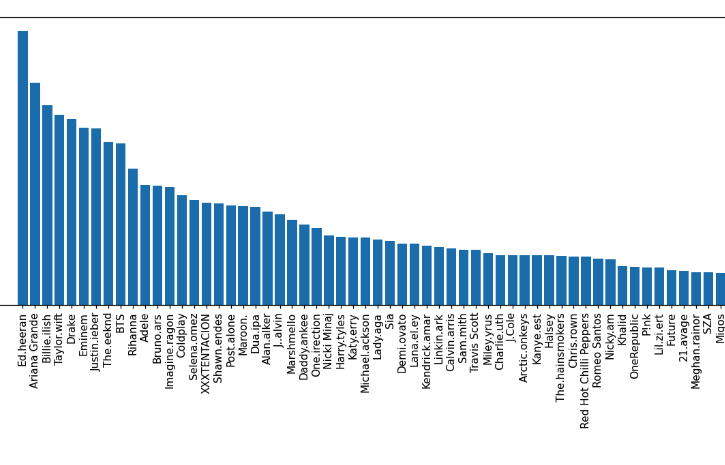 Ed.heeran
Ariana Grande
Billie.ilish
Taylor.wift
Drake
Eminem
Justin.ieber
The.eeknd
BTS
Rihanna
Adele
Bruno.ars
Imagine.ragon
Coldplay
Selena.omez
XXXTENTACION
Shawn.endes
Post.alone
Maroon.
Dua.ipa
Alan.alker
J..alvin
Marshmello
Daddy.ankee
One.irection
Nicki Minaj
Harry.tyles
Katy.erry
Michael.ackson
Lady.aga
Sia
Demi.ovato
Lana.el.ey
Kendrick.amar
Linkin.ark
Calvin.arris
Sam.mith
Travis Scott
Miley.yrus
Charlie.uth
J.Cole
Arctic.onkeys
Kanye.est
Halsey
The.hainsmokers
Chris.rown
Red Hot Chilli Peppers
Romeo Santos
Nicky.am
Khalid
OneRepublic
P!nk
Lil.zi.ert
Future
21.avage
Meghan.rainor
SZA
Migos